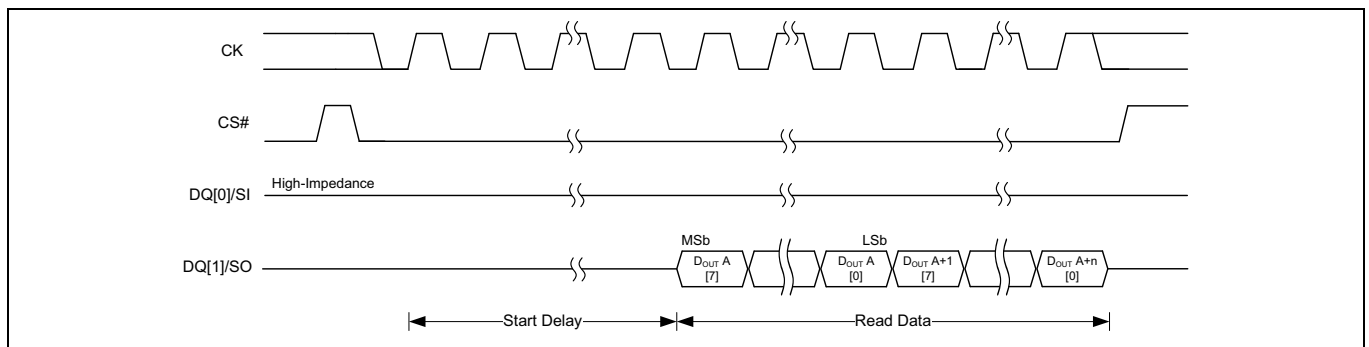 CK
CS#
DQ[0]/SI
High-Impedance
DQ[1]/SO
MSb
LSb
DOUT A
[7]
DOUT A
[0]
DOUT A+1
[7]
DOUT A+n
[0]
Start Delay
Read Data